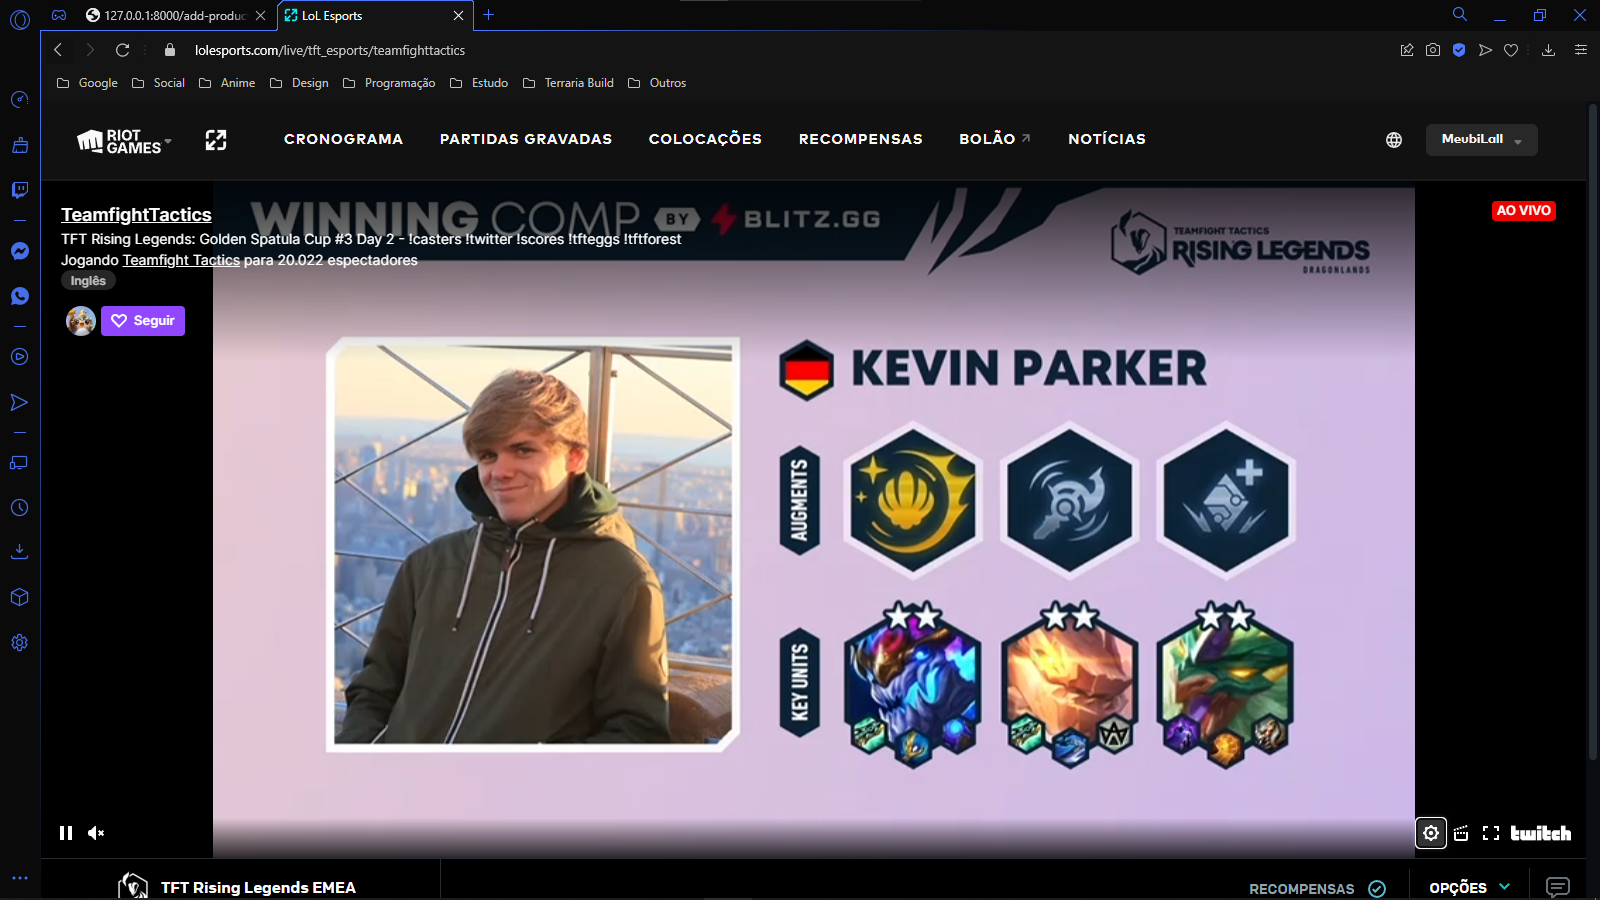 127.0.0.1:8000/add-produc
LoL Esports
lolesports.com/live/tft_esports/teamfighttactics
Google
Social
Anime
Design
Programação
Estudo
Terraria Build
Outros
RIOT
GAMES
CRONOGRAMA
PARTIDAS GRAVADAS
COLOCAÇÕES
RECOMPENSAS
BOLÃO
NOTÍCIAS
MeubiLall
WINNING COMP BY BLITZ.GG
TeamfightTactics
TFT Rising Legends: Golden Spatula Cup #3 Day 2 - !casters !twitter !scores !tfteggs !tftforest
Jogando Teamfight Tactics para 20.022 espectadores
Inglês
Seguir
AO VIVO
TEAMFIGHT TACTICS
RISING LEGENDS
DRAGONLANDS
KEVIN PARKER
AUGMENTS
KEY UNITS
twitch
TFT Rising Legends EMEA
RECOMPENSAS
OPÇÕES